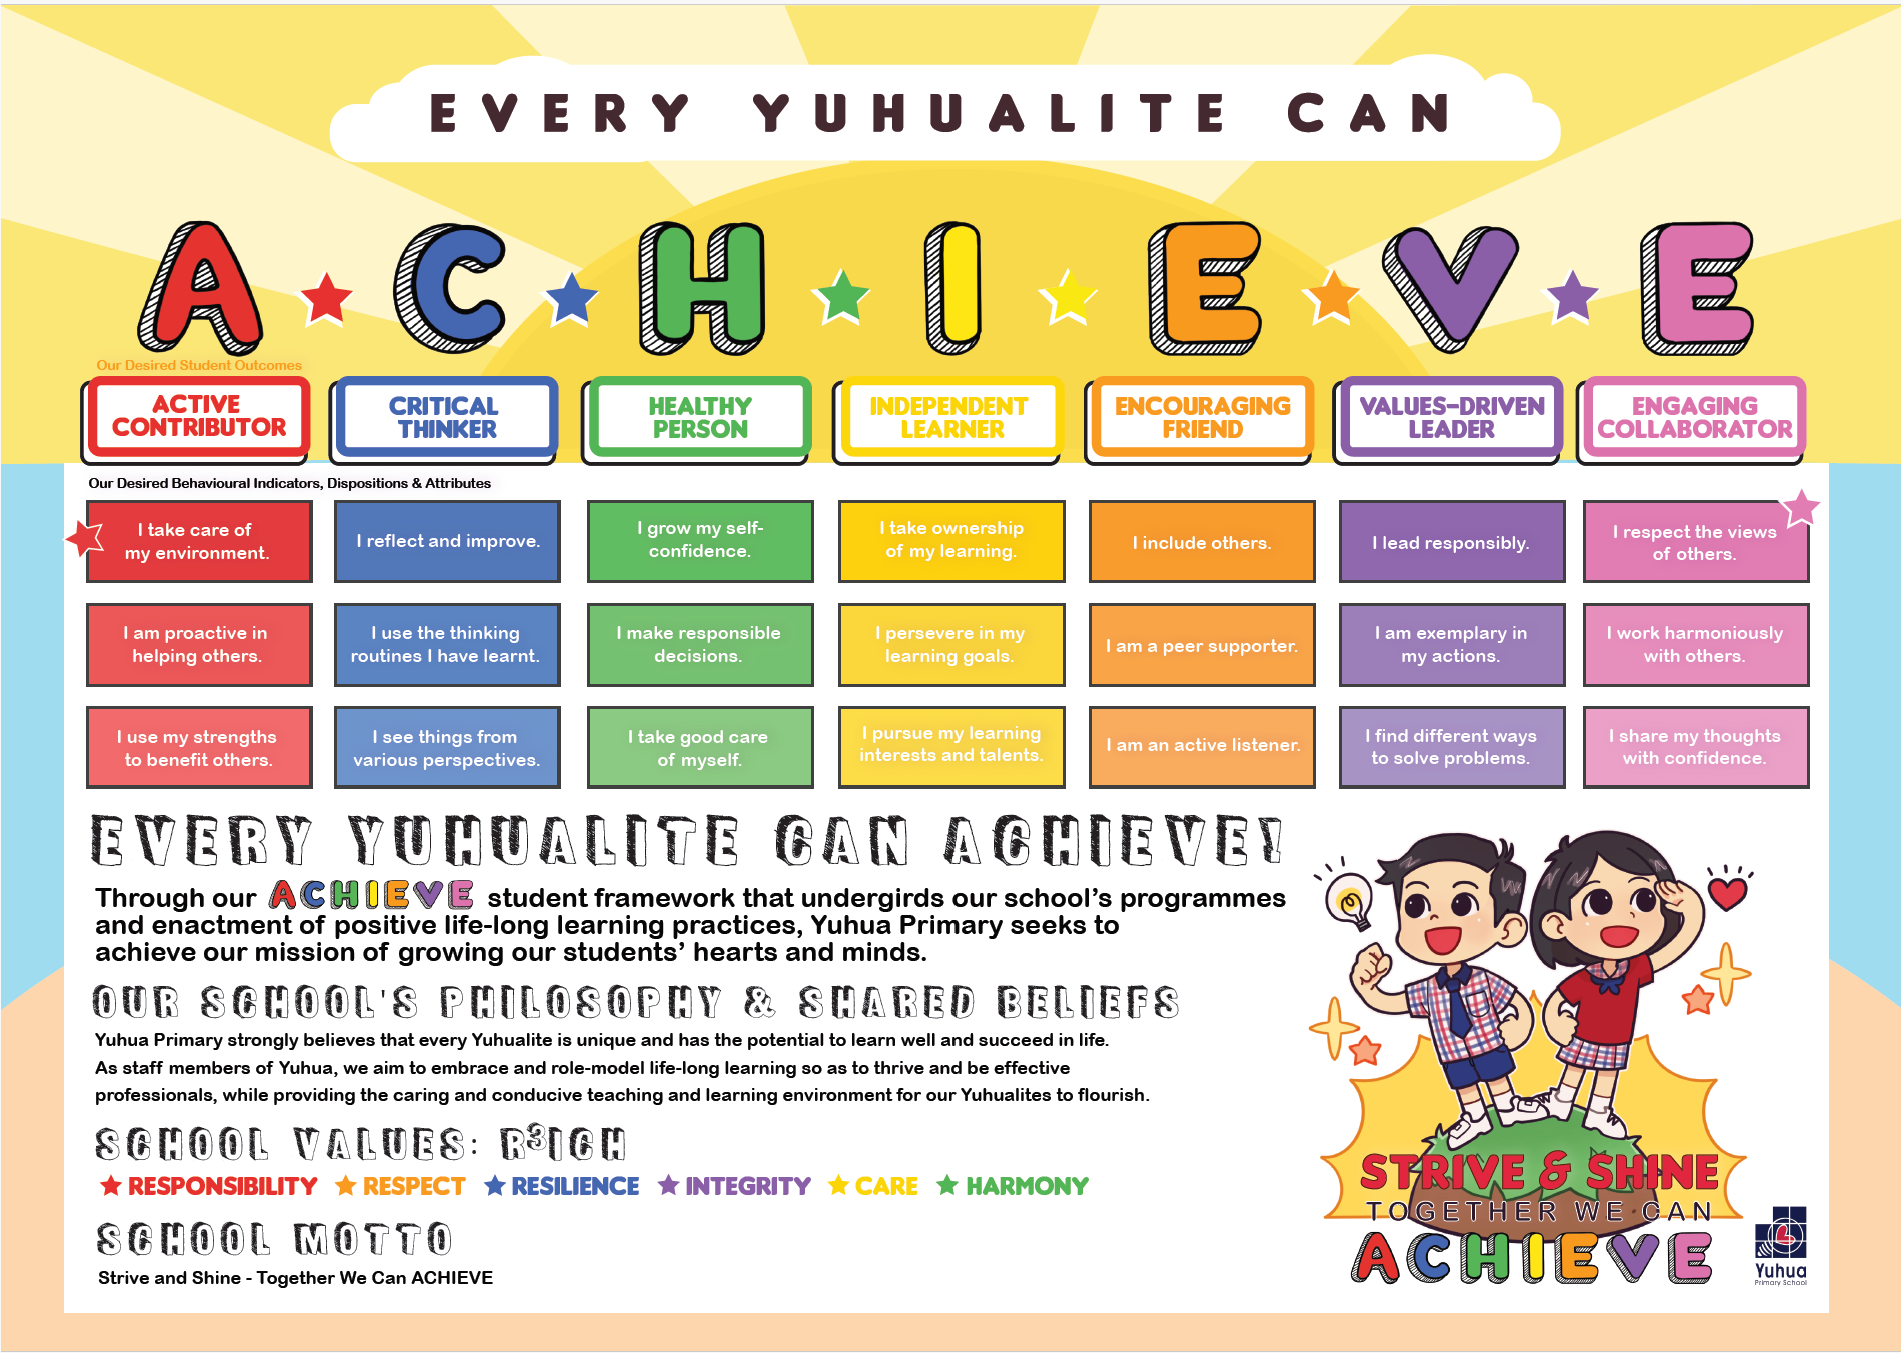 EVERY YUHUALITE CAN
ACHIEVE
Our Desired Student Outcomes
ACTIVE
CONTRIBUTOR
CRITICAL
THINKER
HEALTHY
PERSON
INDEPENDENT
LEARNER
ENCOURAGING
FRIEND
VALUES-DRIVEN
LEADER
ENGAGING
COLLABORATOR
Our Desired Behavioural Indicators, Dispositions & Attributes
I take care of
my environment.
I reflect and improve.
I grow my self-
confidence.
I take ownership
of my learning.
I include others.
I lead responsibly.
I respect the views
of others.
I am proactive in
helping others.
I use the thinking
routines I have learnt.
I make responsible
decisions.
I persevere in my
learning goals.
I am a peer supporter.
I am exemplary in
my actions.
I work harmoniously
with others.
I use my strengths
to benefit others.
I see things from
various perspectives.
I take good care
of myself.
I pursue my learning
interests and talents.
I am an active listener.
I find different ways
to solve problems.
I share my thoughts
with confidence.
EVERY YUHUALITE CAN ACHIEVE!
Through our ACHIEVE student framework that undergirds our school's programmes
and enactment of positive life-long learning practices, Yuhua Primary seeks to
achieve our mission of growing our students' hearts and minds.
OUR SCHOOL'S PHILOSOPHY & SHARED BELIEFS
Yuhua Primary strongly believes that every Yuhualite is unique and has the potential to learn well and succeed in life.
As staff members of Yuhua, we aim to embrace and role-model life-long learning so as to thrive and be effective
professionals, while providing the caring and conducive teaching and learning environment for our Yuhualites to flourish.
SCHOOL VALUES: R³ICH
RESPONSIBILITY RESPECT RESILIENCE INTEGRITY CARE HARMONY
SCHOOL MOTTO
Strive and Shine - Together We Can ACHIEVE
STRIVE & SHINE
TOGETHER WE CAN
ACHIEVE
Yuhua
Primary School